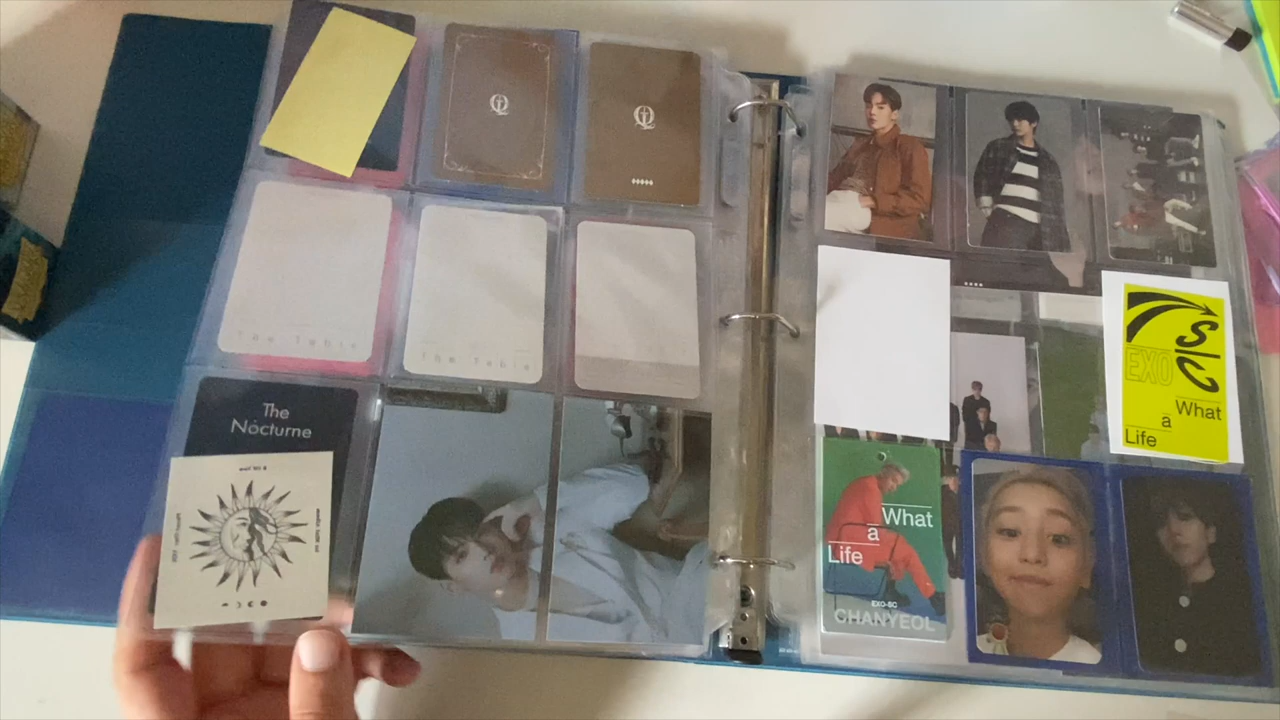 The Table
The Table
The
Nocturne
EXO
SC
What
a
Life
What
a
Life
EXO-SC
CHANYEOL